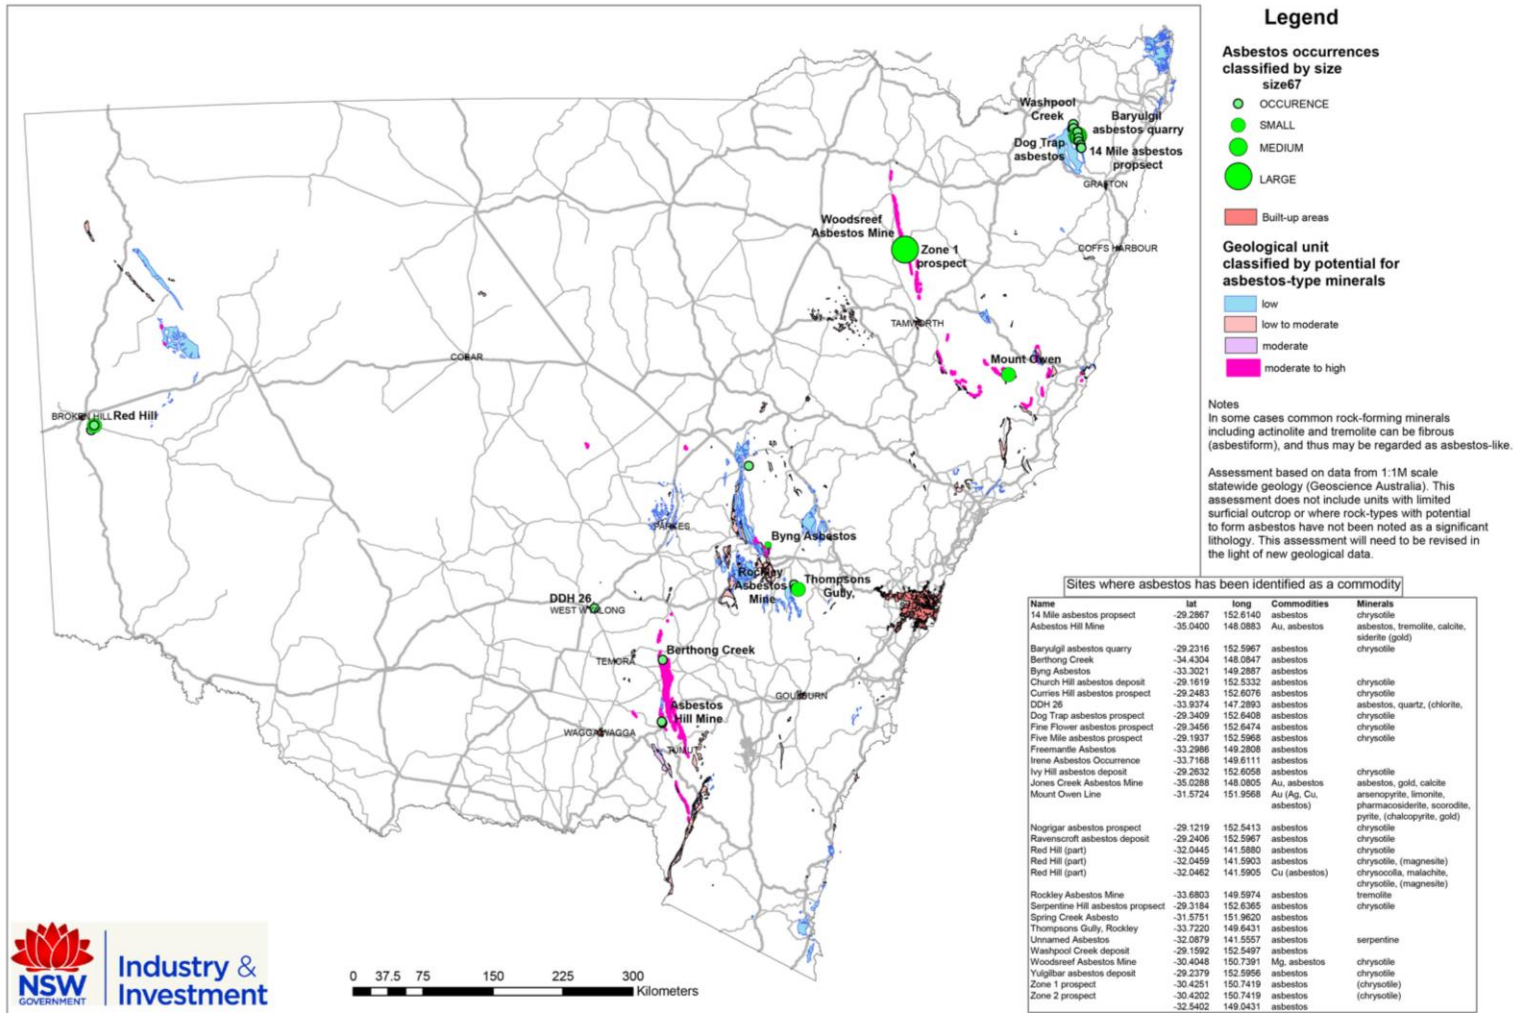 Washpool
Creek
Baryulgil
asbestos quarry
Dog Trap
asbestos
14 Mile asbestos
propsect
GRAFTON
Woodsreef
Asbestos Mine
Zone 1
prospect
COFFS HARBOUR
TAMWORTH
COBAR
Mount Owen
BROKEN HILL
Red Hill
PARKES
Byng Asbestos
Rockley
Asbestos
Mine
Thompsons
Gully,
DDH 26
WEST WYALONG
Berthong Creek
TEMORA
Asbestos
Hill Mine
GOULBURN
WAGGA WAGGA
TUMUT
NSW
GOVERNMENT
Industry &
Investment
0 37.5 75 150 225 300
Kilometers
Legend
Asbestos occurrences
classified by size
size67
OCCURENCE
SMALL
MEDIUM
LARGE
Built-up areas
Geological unit
classified by potential for
asbestos-type minerals
low
low to moderate
moderate
moderate to high
Notes
In some cases common rock-forming minerals
including actinolite and tremolite can be fibrous
(asbestiform), and thus may be regarded as asbestos-like.
Assessment based on data from 1:1M scale
statewide geology (Geoscience Australia). This
assessment does not include units with limited
surficial outcrop or where rock-types with potential
to form asbestos have not been noted as a significant
lithology. This assessment will need to be revised in
the light of new geological data.
Sites where asbestos has been identified as a commodity
Name lat long Commodities Minerals
14 Mile asbestos propsect -29.2867 152.6140 asbestos chrysotile
Asbestos Hill Mine -35.0400 148.0883 Au, asbestos asbestos, tremolite, calcite,
siderite (gold)
Baryulgil asbestos quarry -29.2316 152.5967 asbestos chrysotile
Berthong Creek -34.4304 148.0847 asbestos
Byng Asbestos -33.3021 149.2887 asbestos
Church Hill asbestos deposit -29.1619 152.5332 asbestos chrysotile
Curries Hill asbestos prospect -29.2483 152.6076 asbestos chrysotile
DDH 26 -33.9374 147.2893 asbestos asbestos, quartz, (chlorite,
Dog Trap asbestos prospect -29.3409 152.6408 asbestos chrysotile
Fine Flower asbestos prospect -29.3456 152.6474 asbestos chrysotile
Five Mile asbestos prospect -29.1937 152.5968 asbestos chrysotile
Freemantle Asbestos -33.2986 149.2808 asbestos
Irene Asbestos Occurrence -33.7168 149.6111 asbestos
Ivy Hill asbestos deposit -29.2632 152.6058 asbestos chrysotile
Jones Creek Asbestos Mine -35.0288 148.0805 Au, asbestos asbestos, gold, calcite
Mount Owen Line -31.5724 151.9568 Au (Ag, Cu, arsenopyrite, limonite,
asbestos) pharmacosiderite, scorodite,
pyrite, (chalcopyrite, gold)
Nogrigar asbestos prospect -29.1219 152.5413 asbestos chrysotile
Ravenscroft asbestos deposit -29.2406 152.5967 asbestos chrysotile
Red Hill (part) -32.0445 141.5880 asbestos chrysotile
Red Hill (part) -32.0459 141.5903 asbestos chrysotile, (magnesite)
Red Hill (part) -32.0462 141.5905 Cu (asbestos) chrysocolla, malachite,
chrysotile, (magnesite)
Rockley Asbestos Mine -33.6803 149.5974 asbestos tremolite
Serpentine Hill asbestos propsect -29.3184 152.6365 asbestos chrysotile
Spring Creek Asbesto -31.5751 151.9620 asbestos
Thompsons Gully, Rockley -33.7220 149.6431 asbestos
Unnamed Asbestos -32.0879 141.5557 asbestos serpentine
Washpool Creek deposit -29.1592 152.5497 asbestos
Woodsreef Asbestos Mine -30.4048 150.7391 Mg, asbestos chrysotile
Yulgilbar asbestos deposit -29.2379 152.5956 asbestos chrysotile
Zone 1 prospect -30.4251 150.7419 asbestos (chrysotile)
Zone 2 prospect -30.4202 150.7419 asbestos (chrysotile)
-32.5402 149.0431 asbestos